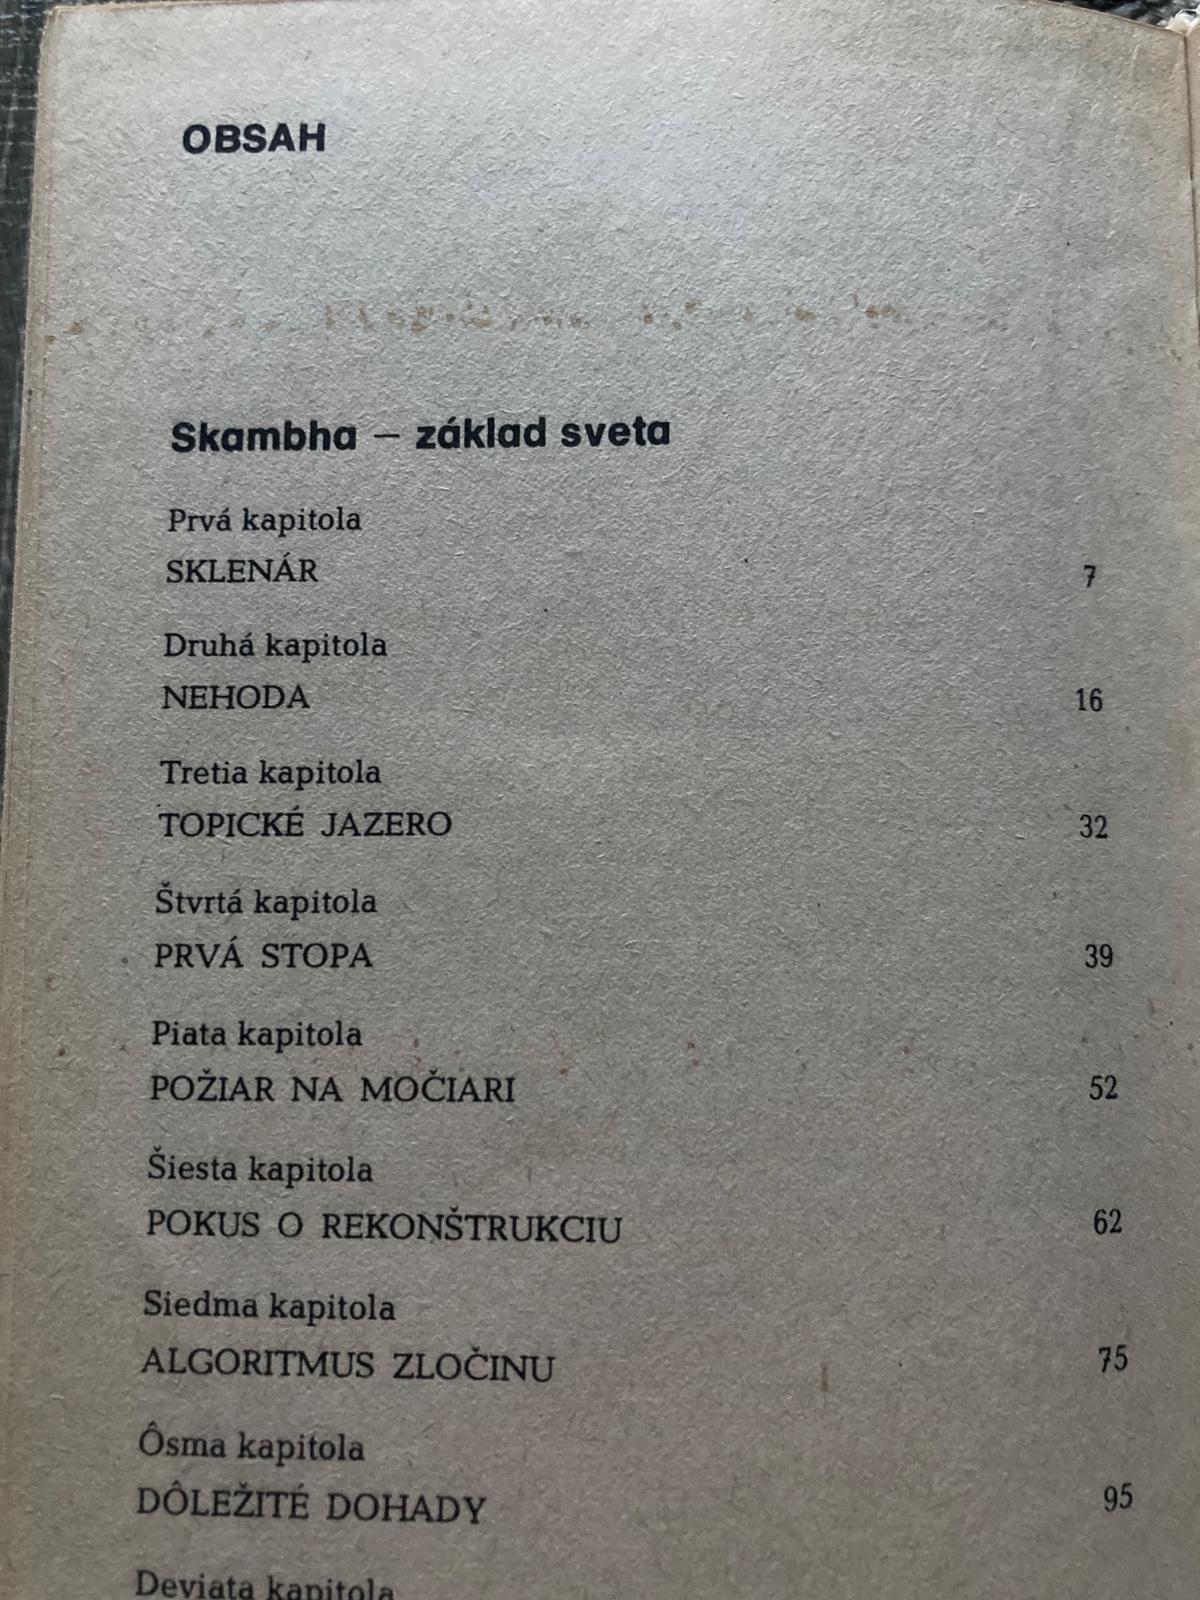 OBSAH
Skambha – základ sveta
Prvá kapitola
SKLENÁR 7
Druhá kapitola
NEHODA 16
Tretia kapitola
TOPICKÉ JAZERO 32
Štvrtá kapitola
PRVÁ STOPA 39
Piata kapitola
POŽIAR NA MOČIARI 52
Šiesta kapitola
POKUS O REKONŠTRUKCIU 62
Siedma kapitola
ALGORITMUS ZLOČINU 75
Ôsma kapitola
DÔLEŽITÉ DOHADY 95
Deviata kapitola